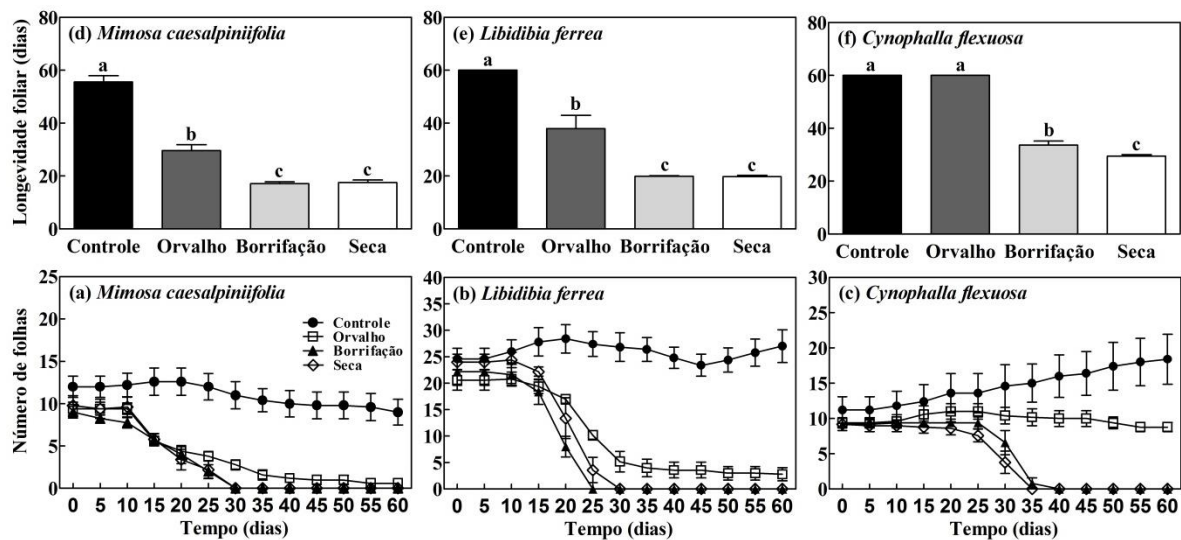 (d) Mimosa caesalpiniifolia
Longevidade foliar (dias)
80
60
40
20
0
a
b
c
c
Controle Orvalho Borrifação Seca
(e) Libidibia ferrea
80
60
40
20
0
a
b
c
c
Controle Orvalho Borrifação Seca
(f) Cynophalla flexuosa
80
60
40
20
0
a
a
b
c
Controle Orvalho Borrifação Seca
(a) Mimosa caesalpiniifolia
Número de folhas
25
20
15
10
5
0
Controle
Orvalho
Borrifação
Seca
0 5 10 15 20 25 30 35 40 45 50 55 60
Tempo (dias)
(b) Libidibia ferrea
40
35
30
25
20
15
10
5
0
0 5 10 15 20 25 30 35 40 45 50 55 60
Tempo (dias)
(c) Cynophalla flexuosa
30
25
20
15
10
5
0
0 5 10 15 20 25 30 35 40 45 50 55 60
Tempo (dias)